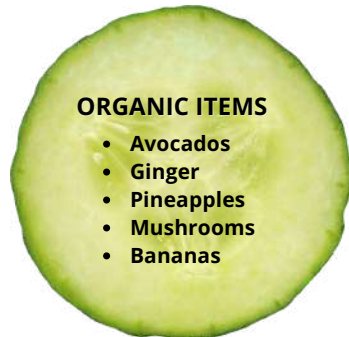 ORGANIC ITEMS
• Avocados
• Ginger
• Pineapples
• Mushrooms
• Bananas